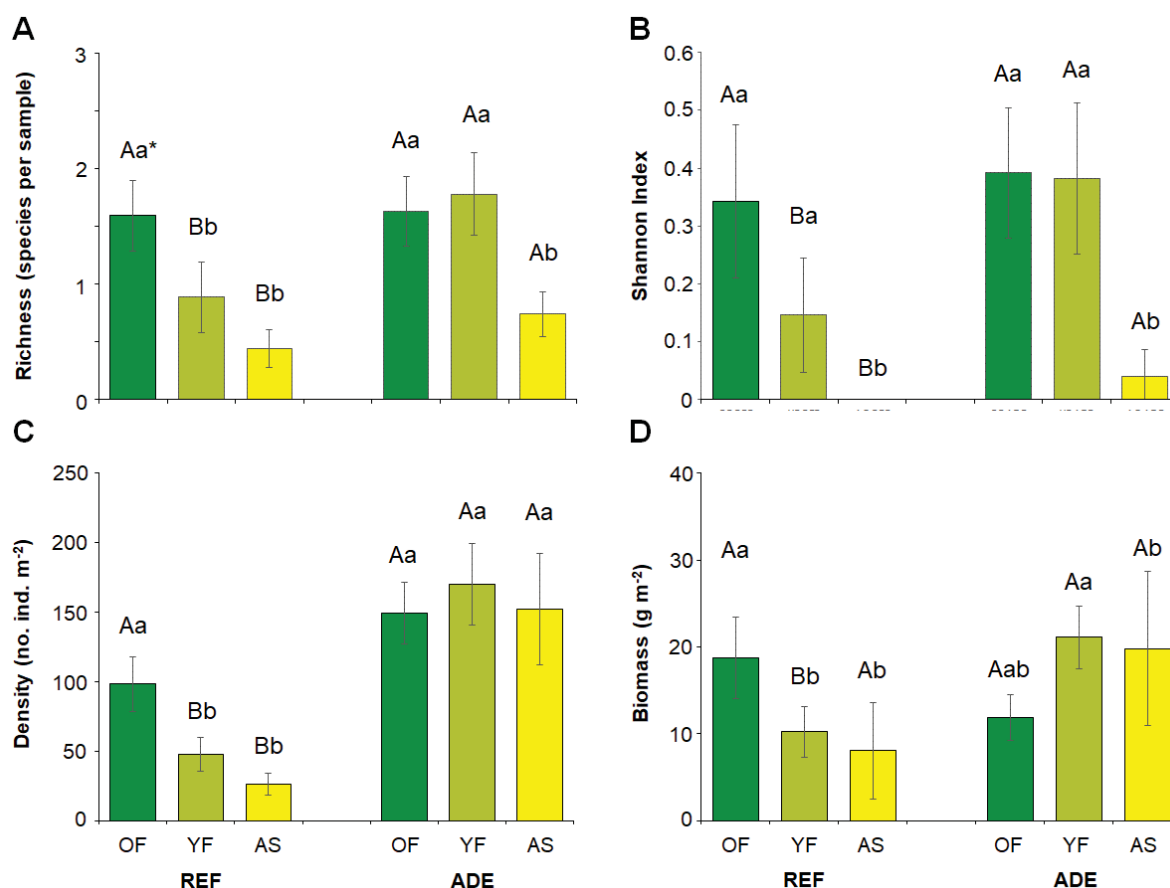 A
Richness (species per sample)
3
2
1
0
Aa*
Bb
Bb
Aa
Aa
Ab
B
Shannon Index
0.6
0.5
0.4
0.3
0.2
0.1
0
Aa
Ba
Bb
Aa
Aa
Ab
C
Density (no. ind. m-2)
250
200
150
100
50
0
Aa
Bb
Bb
Aa
Aa
Aa
OF YF AS OF YF AS
REF ADE
D
Biomass (g m-2)
40
30
20
10
0
Aa
Bb
Ab
Aab
Aa
Ab
OF YF AS OF YF AS
REF ADE